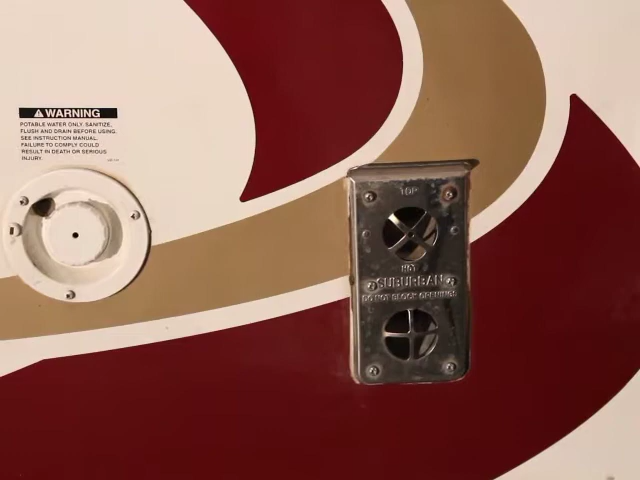 WARNING
POTABLE WATER ONLY. SANITIZE,
FLUSH AND DRAIN BEFORE USING.
SEE INSTRUCTION MANUAL.
FAILURE TO COMPLY COULD
RESULT IN DEATH OR SERIOUS
INJURY.
TOP
HOT
SUBURBAN
DO NOT BLOCK OPENINGS